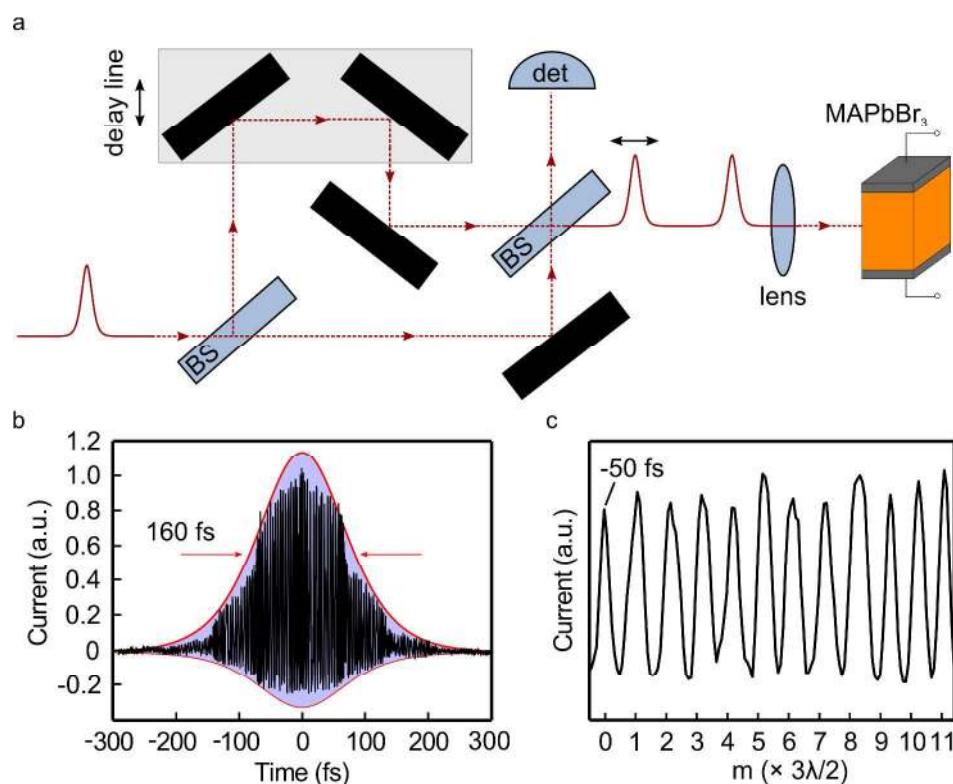 a
delay line
det
MAPbBr₃
BS
BS
lens
b
c
1.2
1.0
0.8
0.6
0.4
0.2
0
-0.2
Current (a.u.)
160 fs
-300 -200 -100 0 100 200 300
Time (fs)
-50 fs
Current (a.u.)
0 1 2 3 4 5 6 7 8 9 10 11
m (× 3λ/2)